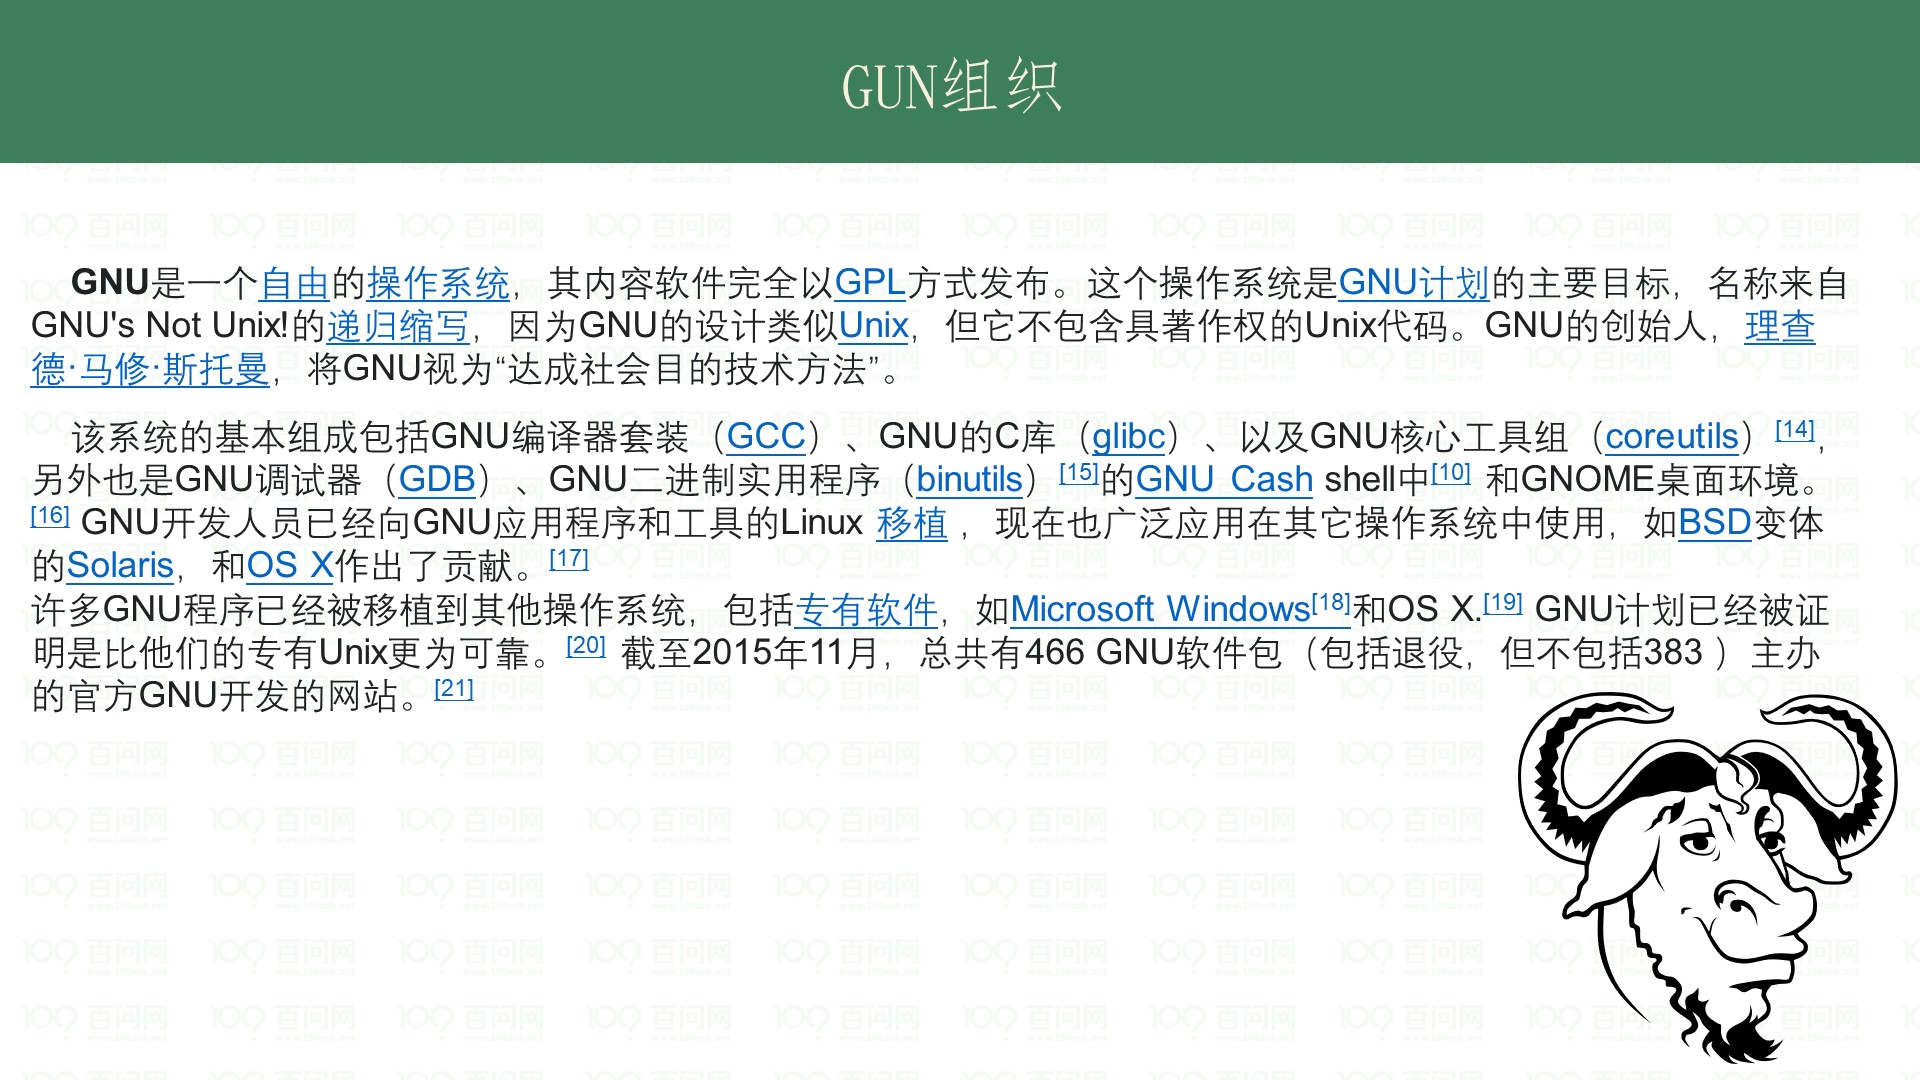 GUN组织
GNU是一个自由的操作系统，其内容软件完全以GPL方式发布。这个操作系统是GNU计划的主要目标，名称来自
GNU's Not Unix!的递归缩写，因为GNU的设计类似Unix，但它不包含具著作权的Unix代码。GNU的创始人，理查
德·马修·斯托曼，将GNU视为“达成社会目的技术方法”。
该系统的基本组成包括GNU编译器套装（GCC）、GNU的C库（glibc）、以及GNU核心工具组（coreutils）[14]，
另外也是GNU调试器（GDB）、GNU二进制实用程序（binutils）[15]的GNU Cash shell中[10] 和GNOME桌面环境。
[16] GNU开发人员已经向GNU应用程序和工具的Linux 移植 ，现在也广泛应用在其它操作系统中使用，如BSD变体
的Solaris，和OS X作出了贡献。[17]
许多GNU程序已经被移植到其他操作系统，包括专有软件，如Microsoft Windows[18]和OS X.[19] GNU计划已经被证
明是比他们的专有Unix更为可靠。[20] 截至2015年11月，总共有466 GNU软件包（包括退役，但不包括383 ）主办
的官方GNU开发的网站。[21]
百问网
www.100ask.net